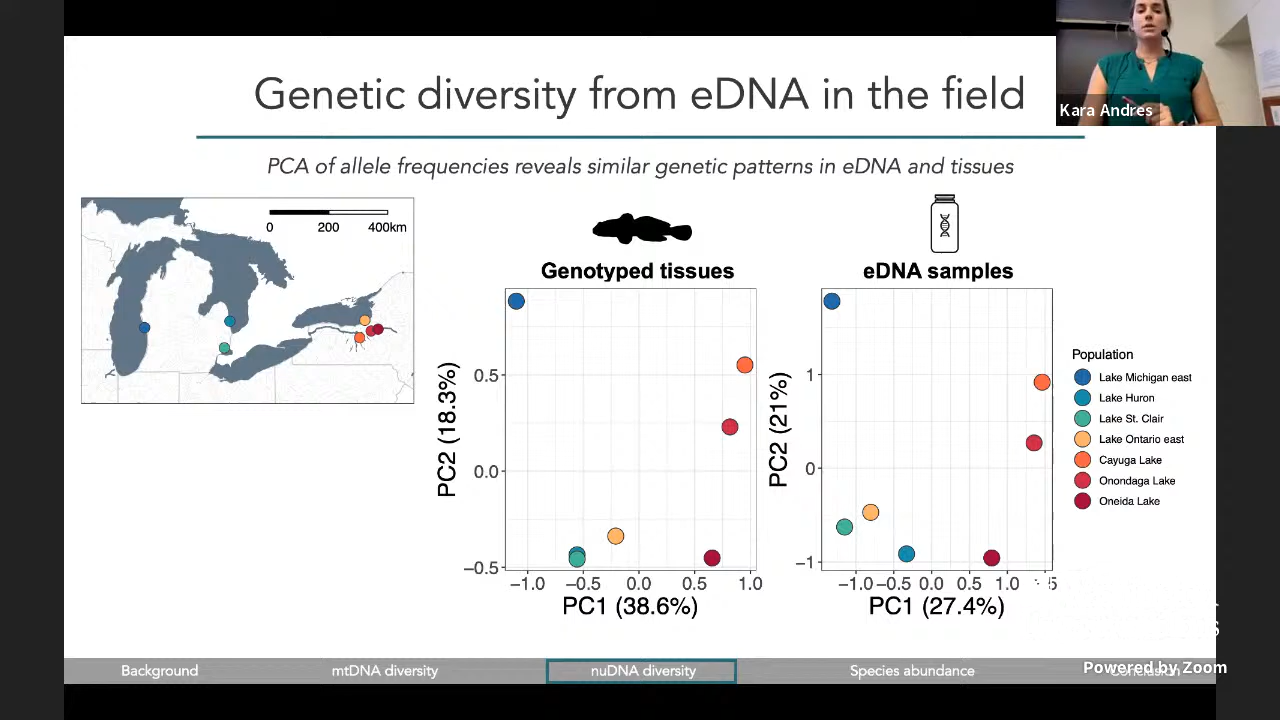 Genetic diversity from eDNA in the field
Kara Andres
PCA of allele frequencies reveals similar genetic patterns in eDNA and tissues
0 200 400km
Genotyped tissues
eDNA samples
PC2 (18.3%)
0.5
0.0
−0.5
−1.0 −0.5 0.0 0.5 1.0
PC1 (38.6%)
PC2 (21%)
1
0
−1
−1.0 −0.5 0.0 0.5 1.0
PC1 (27.4%)
Population
Lake Michigan east
Lake Huron
Lake St. Clair
Lake Ontario east
Cayuga Lake
Onondaga Lake
Oneida Lake
Background
mtDNA diversity
nuDNA diversity
Species abundance
Powered by Zoom